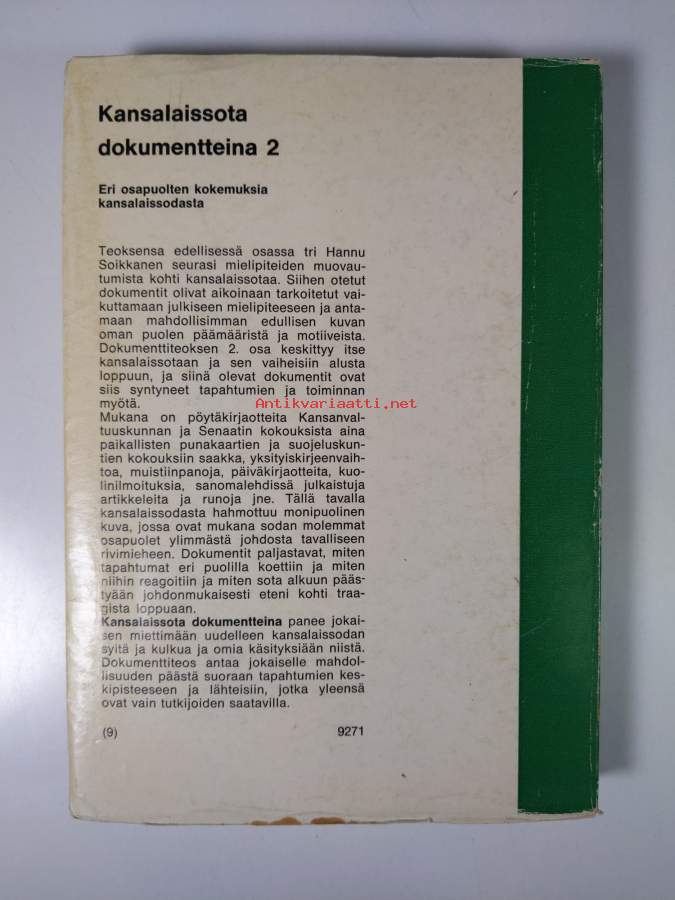 Kansalaissota
dokumentteina 2
Eri osapuolten kokemuksia
kansalaissodasta
Teoksensa edellisessä osassa tri Hannu
Soikkanen seurasi mielipiteiden muovau-
tumista kohti kansalaissotaa. Siihen otetut
dokumentit olivat aikoinaan tarkoitetut vai-
kuttamaan julkiseen mielipiteeseen ja anta-
maan mahdollisimman edullisen kuvan
oman puolen päämääristä ja motiiveista.
Dokumenttiteoksen 2. osa keskittyy itse
kansalaissotaan ja sen vaiheisiin alusta
loppuun, ja siinä olevat dokumentit ovat
siis syntyneet tapahtumien ja toiminnan
myötä.
Antikvariaatti.net
Mukana on pöytäkirjaotteita Kansanval-
tuuskunnan ja Senaatin kokouksista aina
paikallisten punakaartien ja suojeluskun-
tien kokouksiin saakka, yksityiskirjeenvaih-
toa, muistiinpanoja, päiväkirjaotteita, kuo-
linilmoituksia, sanomalehdissä julkaistuja
artikkeleita ja runoja jne. Tällä tavalla
kansalaissodasta hahmottuu monipuolinen
kuva, jossa ovat mukana sodan molemmat
osapuolet ylimmästä johdosta tavalliseen
rivimieheen. Dokumentit paljastavat, miten
tapahtumat eri puolilla koettiin ja miten
niihin reagoitiin ja miten sota alkuun pääs-
tyään johdonmukaisesti eteni kohti traa-
gista loppuaan.
Kansalaissota dokumentteina panee jokai-
sen miettimään uudelleen kansalaissodan
syitä ja kulkua ja omia käsityksiään niistä.
Dokumenttiteos antaa jokaiselle mahdol-
lisuuden päästä suoraan tapahtumien kes-
kipisteeseen ja lähteisiin, jotka yleensä
ovat vain tutkijoiden saatavilla.
(9) 9271